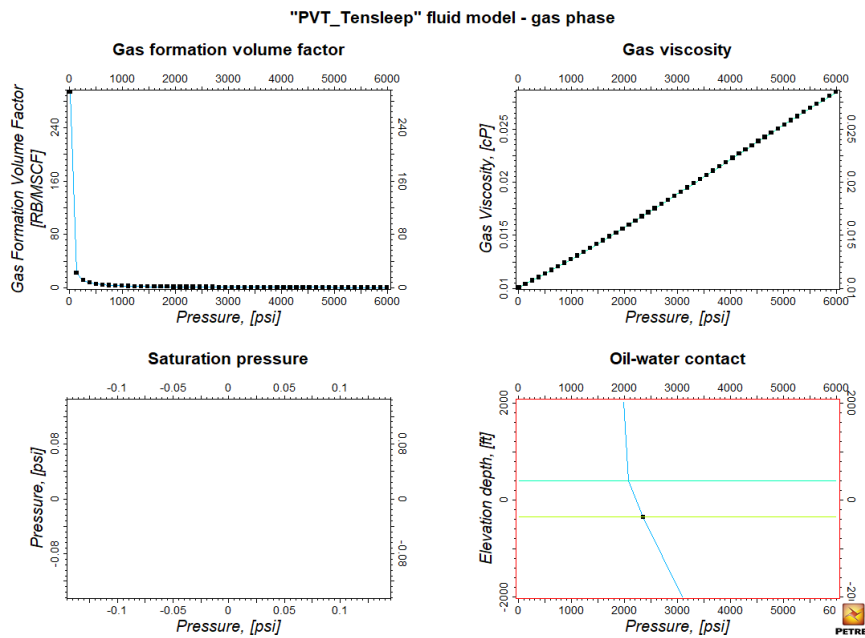 "PVT_Tensleep" fluid model - gas phase
Gas formation volume factor
0 1000 2000 3000 4000 5000 6000
Gas Formation Volume Factor
[RB/MSCF]
240
160
80
0
240
160
80
0
0 1000 2000 3000 4000 5000 6000
Pressure, [psi]
Gas viscosity
0 1000 2000 3000 4000 5000 6000
Gas Viscosity, [cP]
0.025
0.02
0.015
0.01
0.025
0.02
0.015
0.01
0 1000 2000 3000 4000 5000 6000
Pressure, [psi]
Saturation pressure
-0.1 -0.05 0 0.05 0.1
Pressure, [psi]
0.08
0
-0.08
0.08
0
-0.08
-0.1 -0.05 0 0.05 0.1
Pressure, [psi]
Oil-water contact
0 1000 2000 3000 4000 5000 6000
Elevation depth, [ft]
2000
0
-2000
2000
0
0 1000 2000 3000 4000 5000 6000
Pressure, [psi]
PETRE